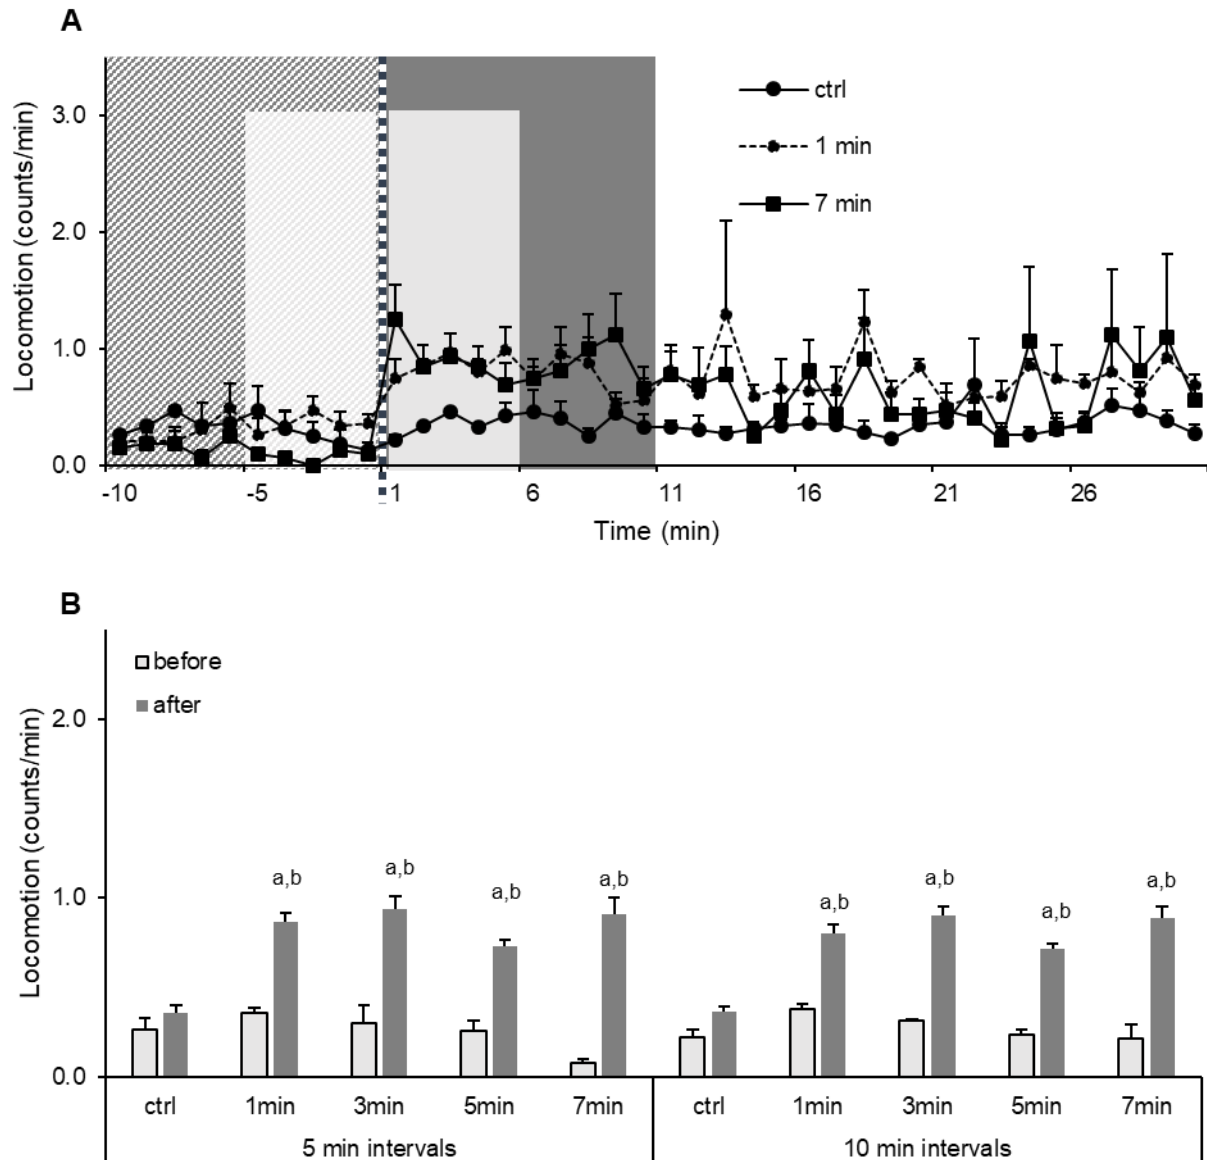 A
Locomotion (counts/min)
3.0
2.0
1.0
0.0
ctrl
1 min
7 min
-10 -5 1 6 11 16 21 26
Time (min)
B
Locomotion (counts/min)
2.0
1.0
0.0
before
after
a,b a,b a,b a,b a,b a,b a,b a,b
ctrl 1min 3min 5min 7min ctrl 1min 3min 5min 7min
5 min intervals 10 min intervals